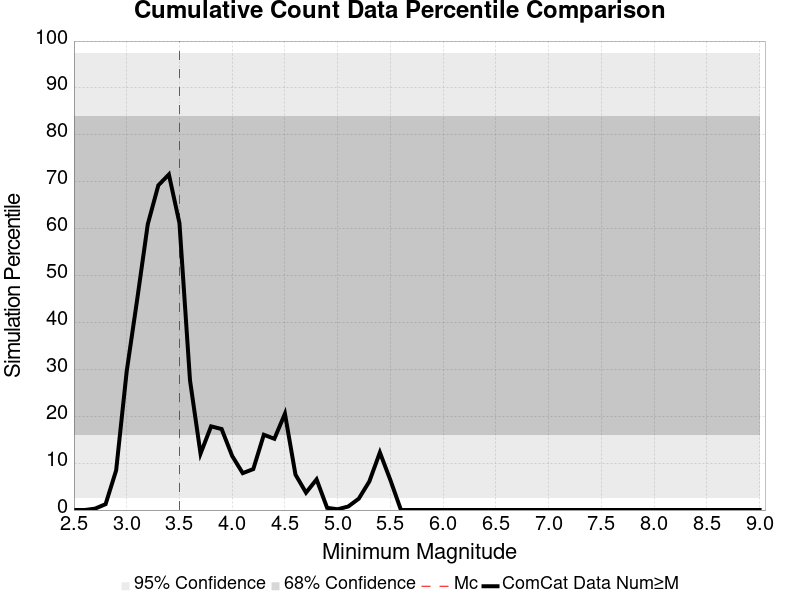 Cumulative Count Data Percentile Comparison
Simulation Percentile
100
90
80
70
60
50
40
30
20
10
0
2.5 3.0 3.5 4.0 4.5 5.0 5.5 6.0 6.5 7.0 7.5 8.0 8.5 9.0
Minimum Magnitude
95% Confidence 68% Confidence Mc ComCat Data Num≥M